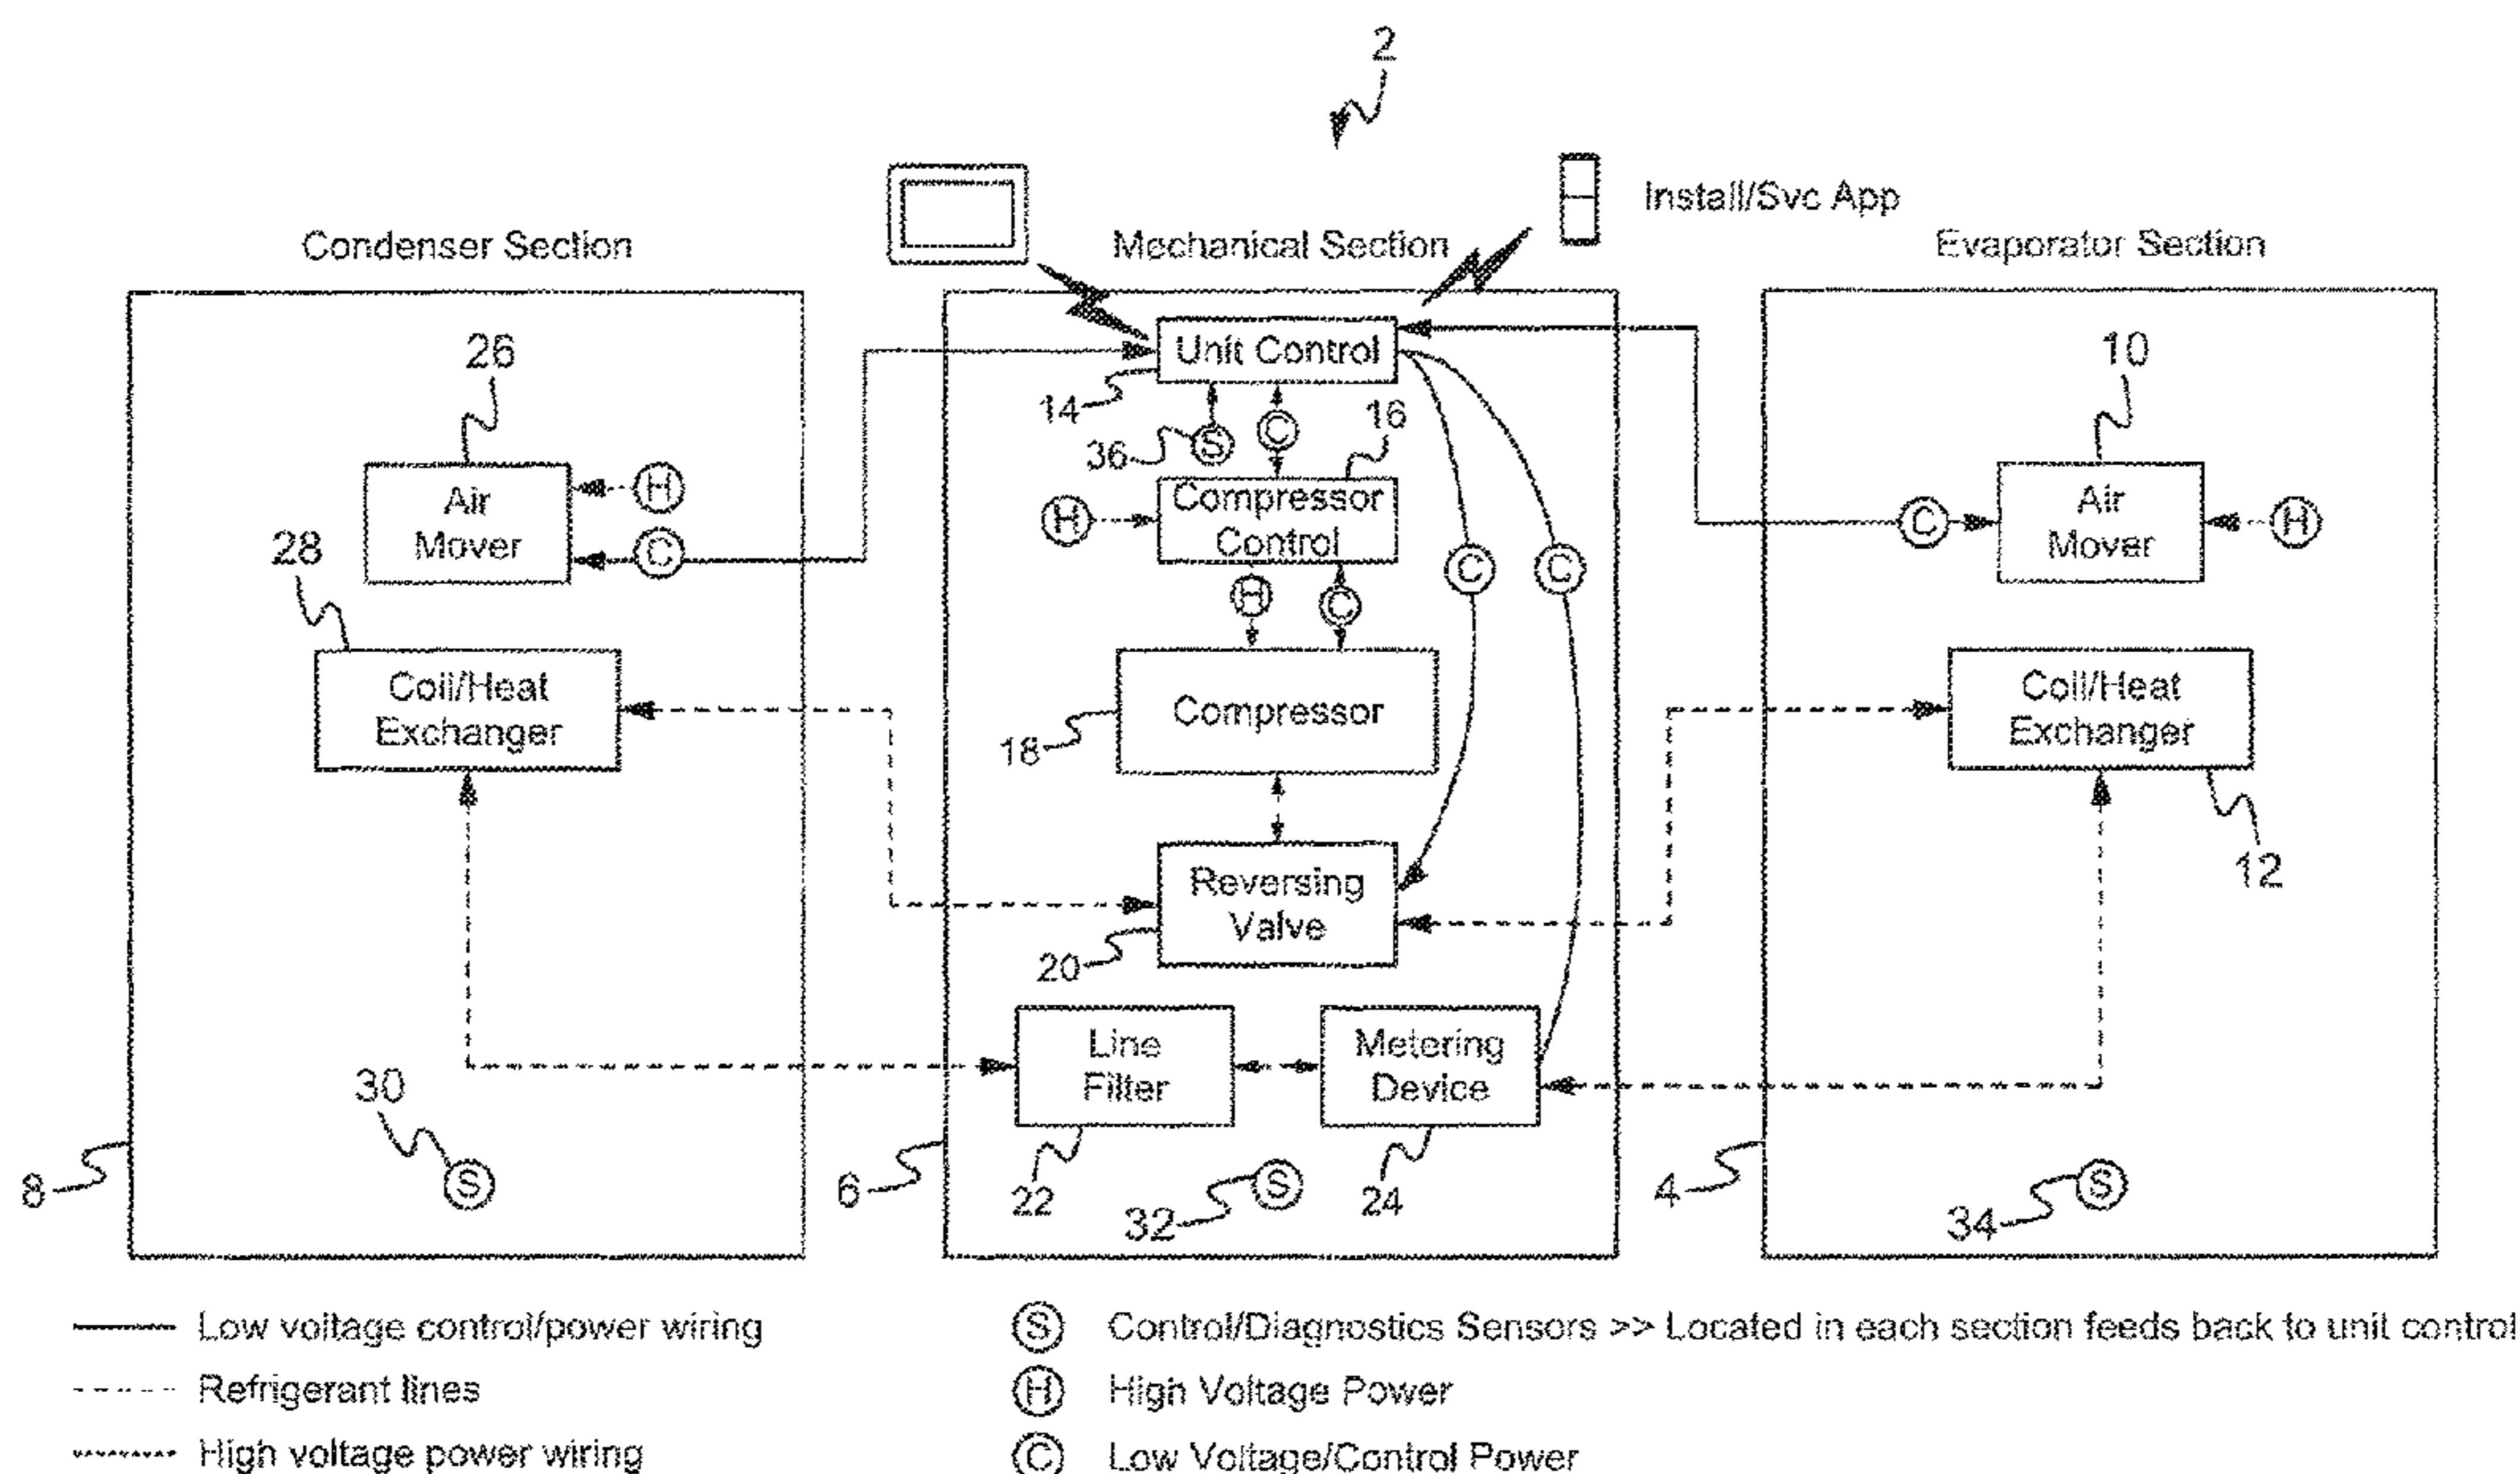 2
Install/Svc App
Condenser Section
Mechanical Section
Evaporator Section
26
Unit Control
10
14
36
S
C
16
Air
Mover
H
C
H
Compressor
Control
C
C
C
Air
Mover
H
28
H
C
Coil/Heat
Exchanger
Compressor
18
Coil/Heat
Exchanger
12
Reversing
Valve
20
Line
Filter
Metering
Device
30
8
S
6
22
32
S
24
4
34
S
Low voltage control/power wiring
S Control/Diagnostics Sensors >> Located in each section feeds back to unit control
Refrigerant lines
H High Voltage Power
High voltage power wiring
C Low Voltage/Control Power